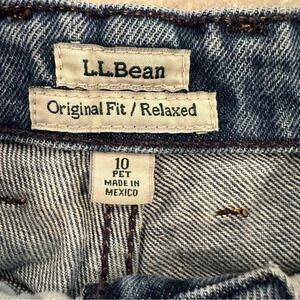 L.L.Bean
Original Fit / Relaxed
10
PET
MADE IN
MEXICO